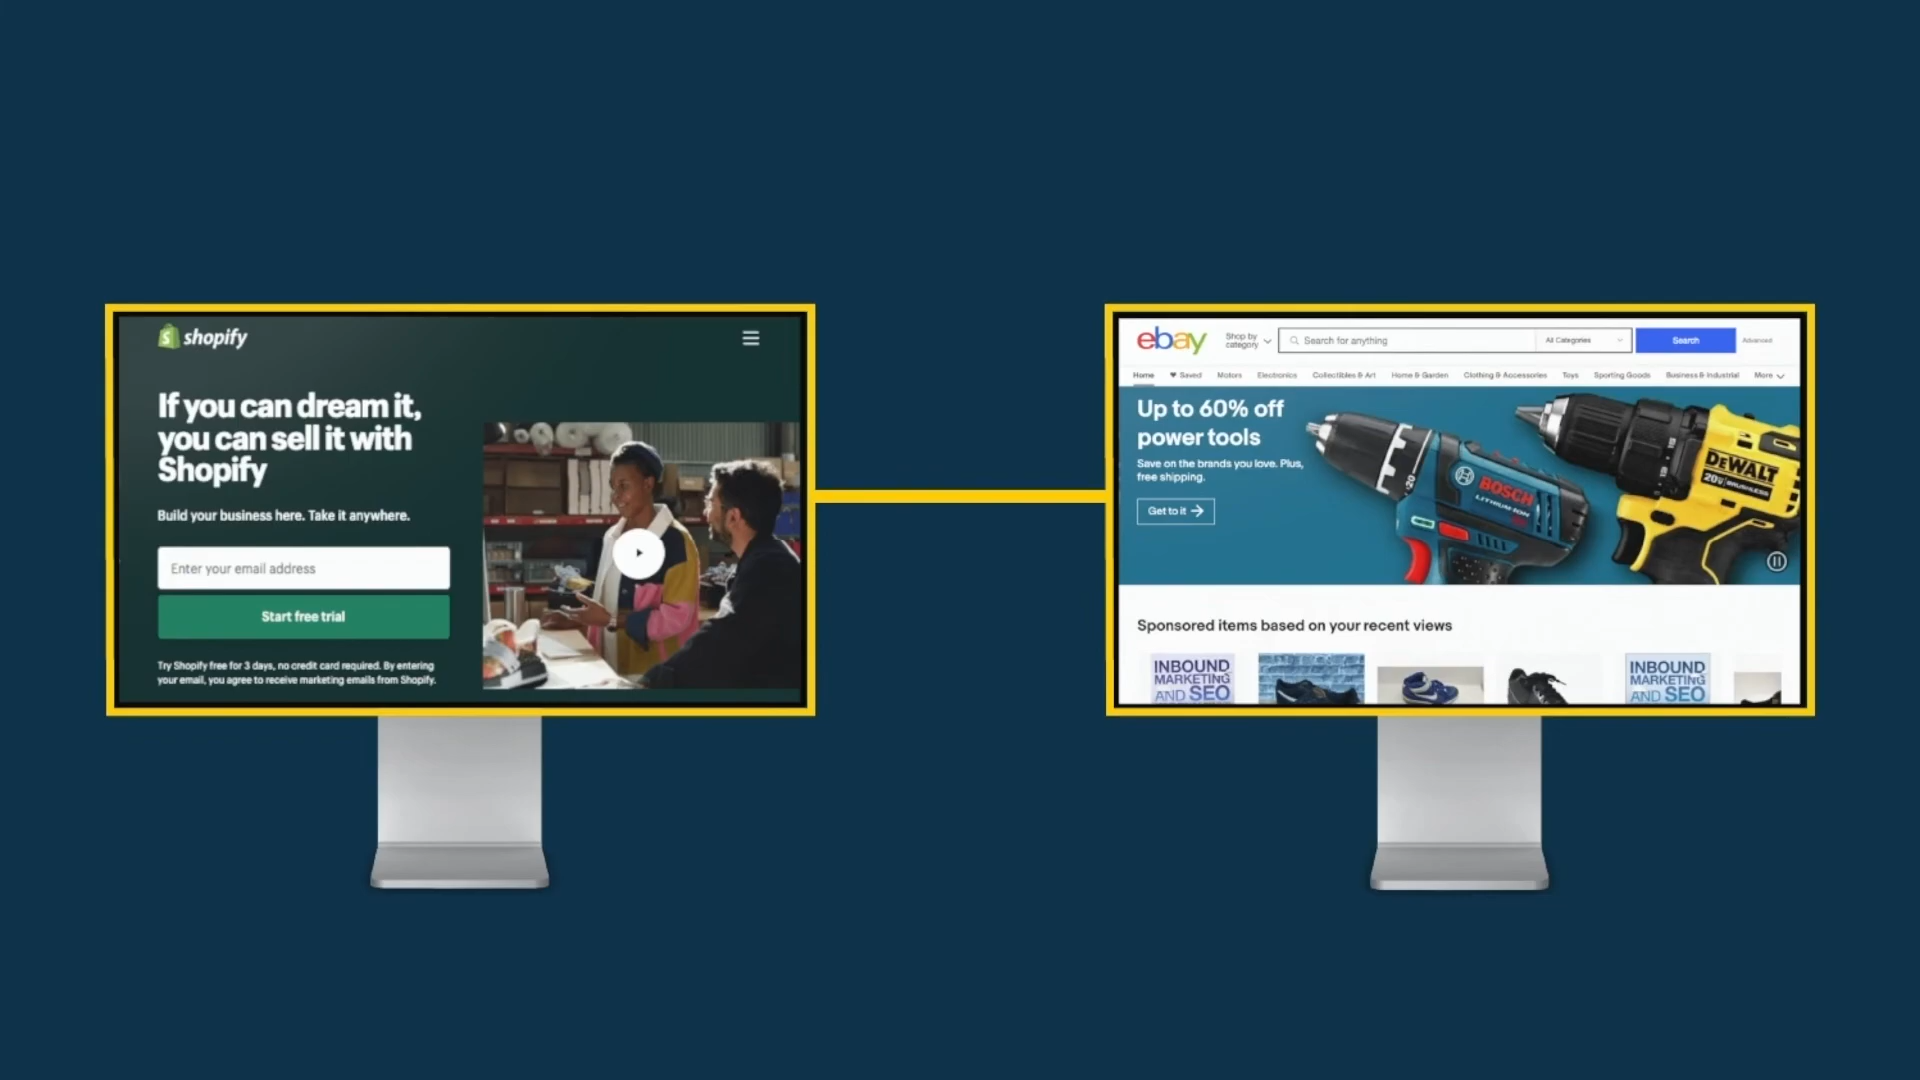 shopify
If you can dream it,
you can sell it with
Shopify
Build your business here. Take it anywhere.
Enter your email address
Start free trial
Try Shopify free for 3 days, no credit card required. By entering
your email, you agree to receive marketing emails from Shopify.
ebay
Shop by
category
Search for anything
All Categories
Search
Advanced
Home
Saved
Motors
Electronics
Collectibles & Art
Home & Garden
Clothing & Accessories
Toys
Sporting Goods
Business & Industrial
More
Up to 60% off
power tools
Save on the brands you love. Plus,
free shipping.
Get to it
BOSCH
LITHIUM-ION
DEWALT
20V BRUSHLESS
Sponsored items based on your recent views
INBOUND
MARKETING
AND SEO
INBOUND
MARKETING
AND SEO